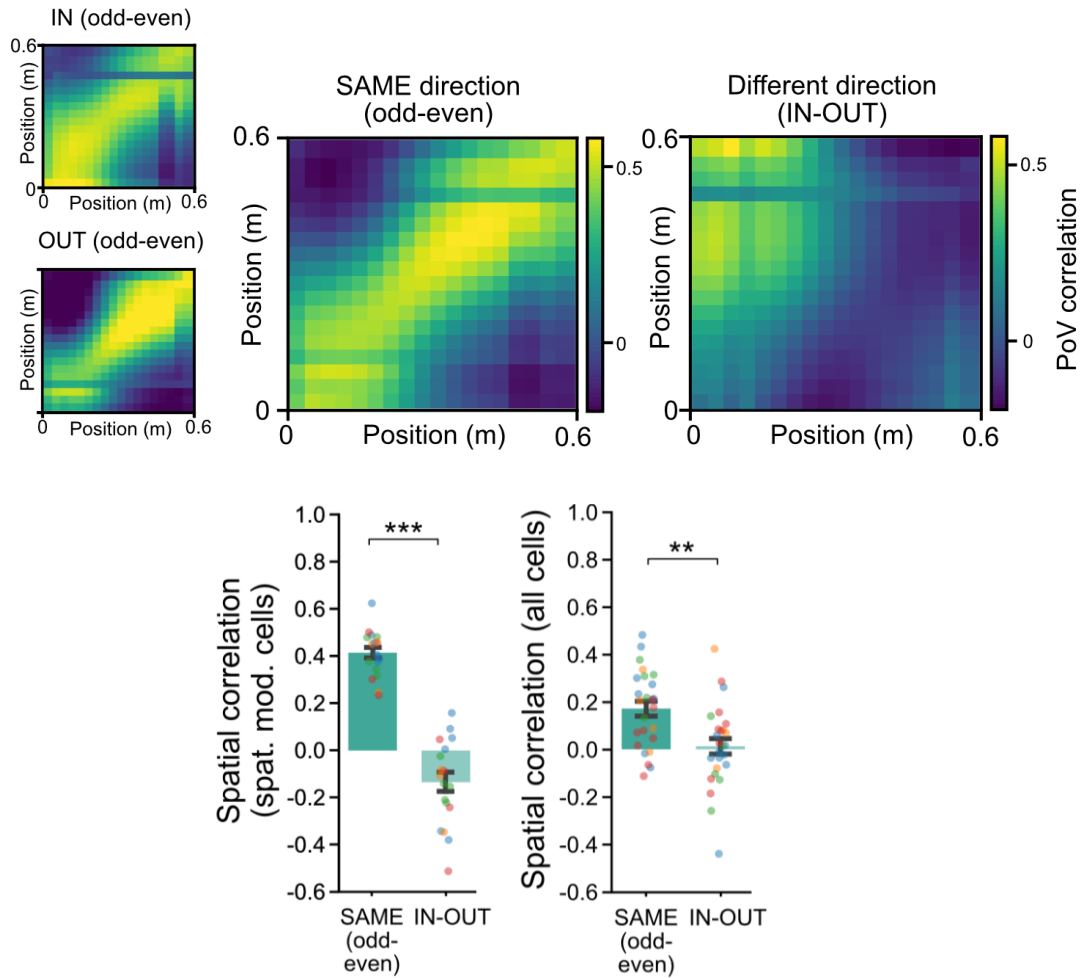 IN (odd-even)
0.6
Position (m)
0
Position (m)
0.6
OUT (odd-even)
Position (m)
0
Position (m)
0.6
SAME direction
(odd-even)
0.6
Position (m)
0
0
Position (m)
0.6
0.5
0
Different direction
(IN-OUT)
0.6
Position (m)
0
0
Position (m)
0.6
0.5
0
PoV correlation
Spatial correlation
(spat. mod. cells)
1.0
0.8
0.6
0.4
0.2
0.0
-0.2
-0.4
-0.6
***
SAME
(odd-
even)
IN-OUT
Spatial correlation (all cells)
1.0
0.8
0.6
0.4
0.2
0.0
-0.2
-0.4
-0.6
**
SAME
(odd-
even)
IN-OUT